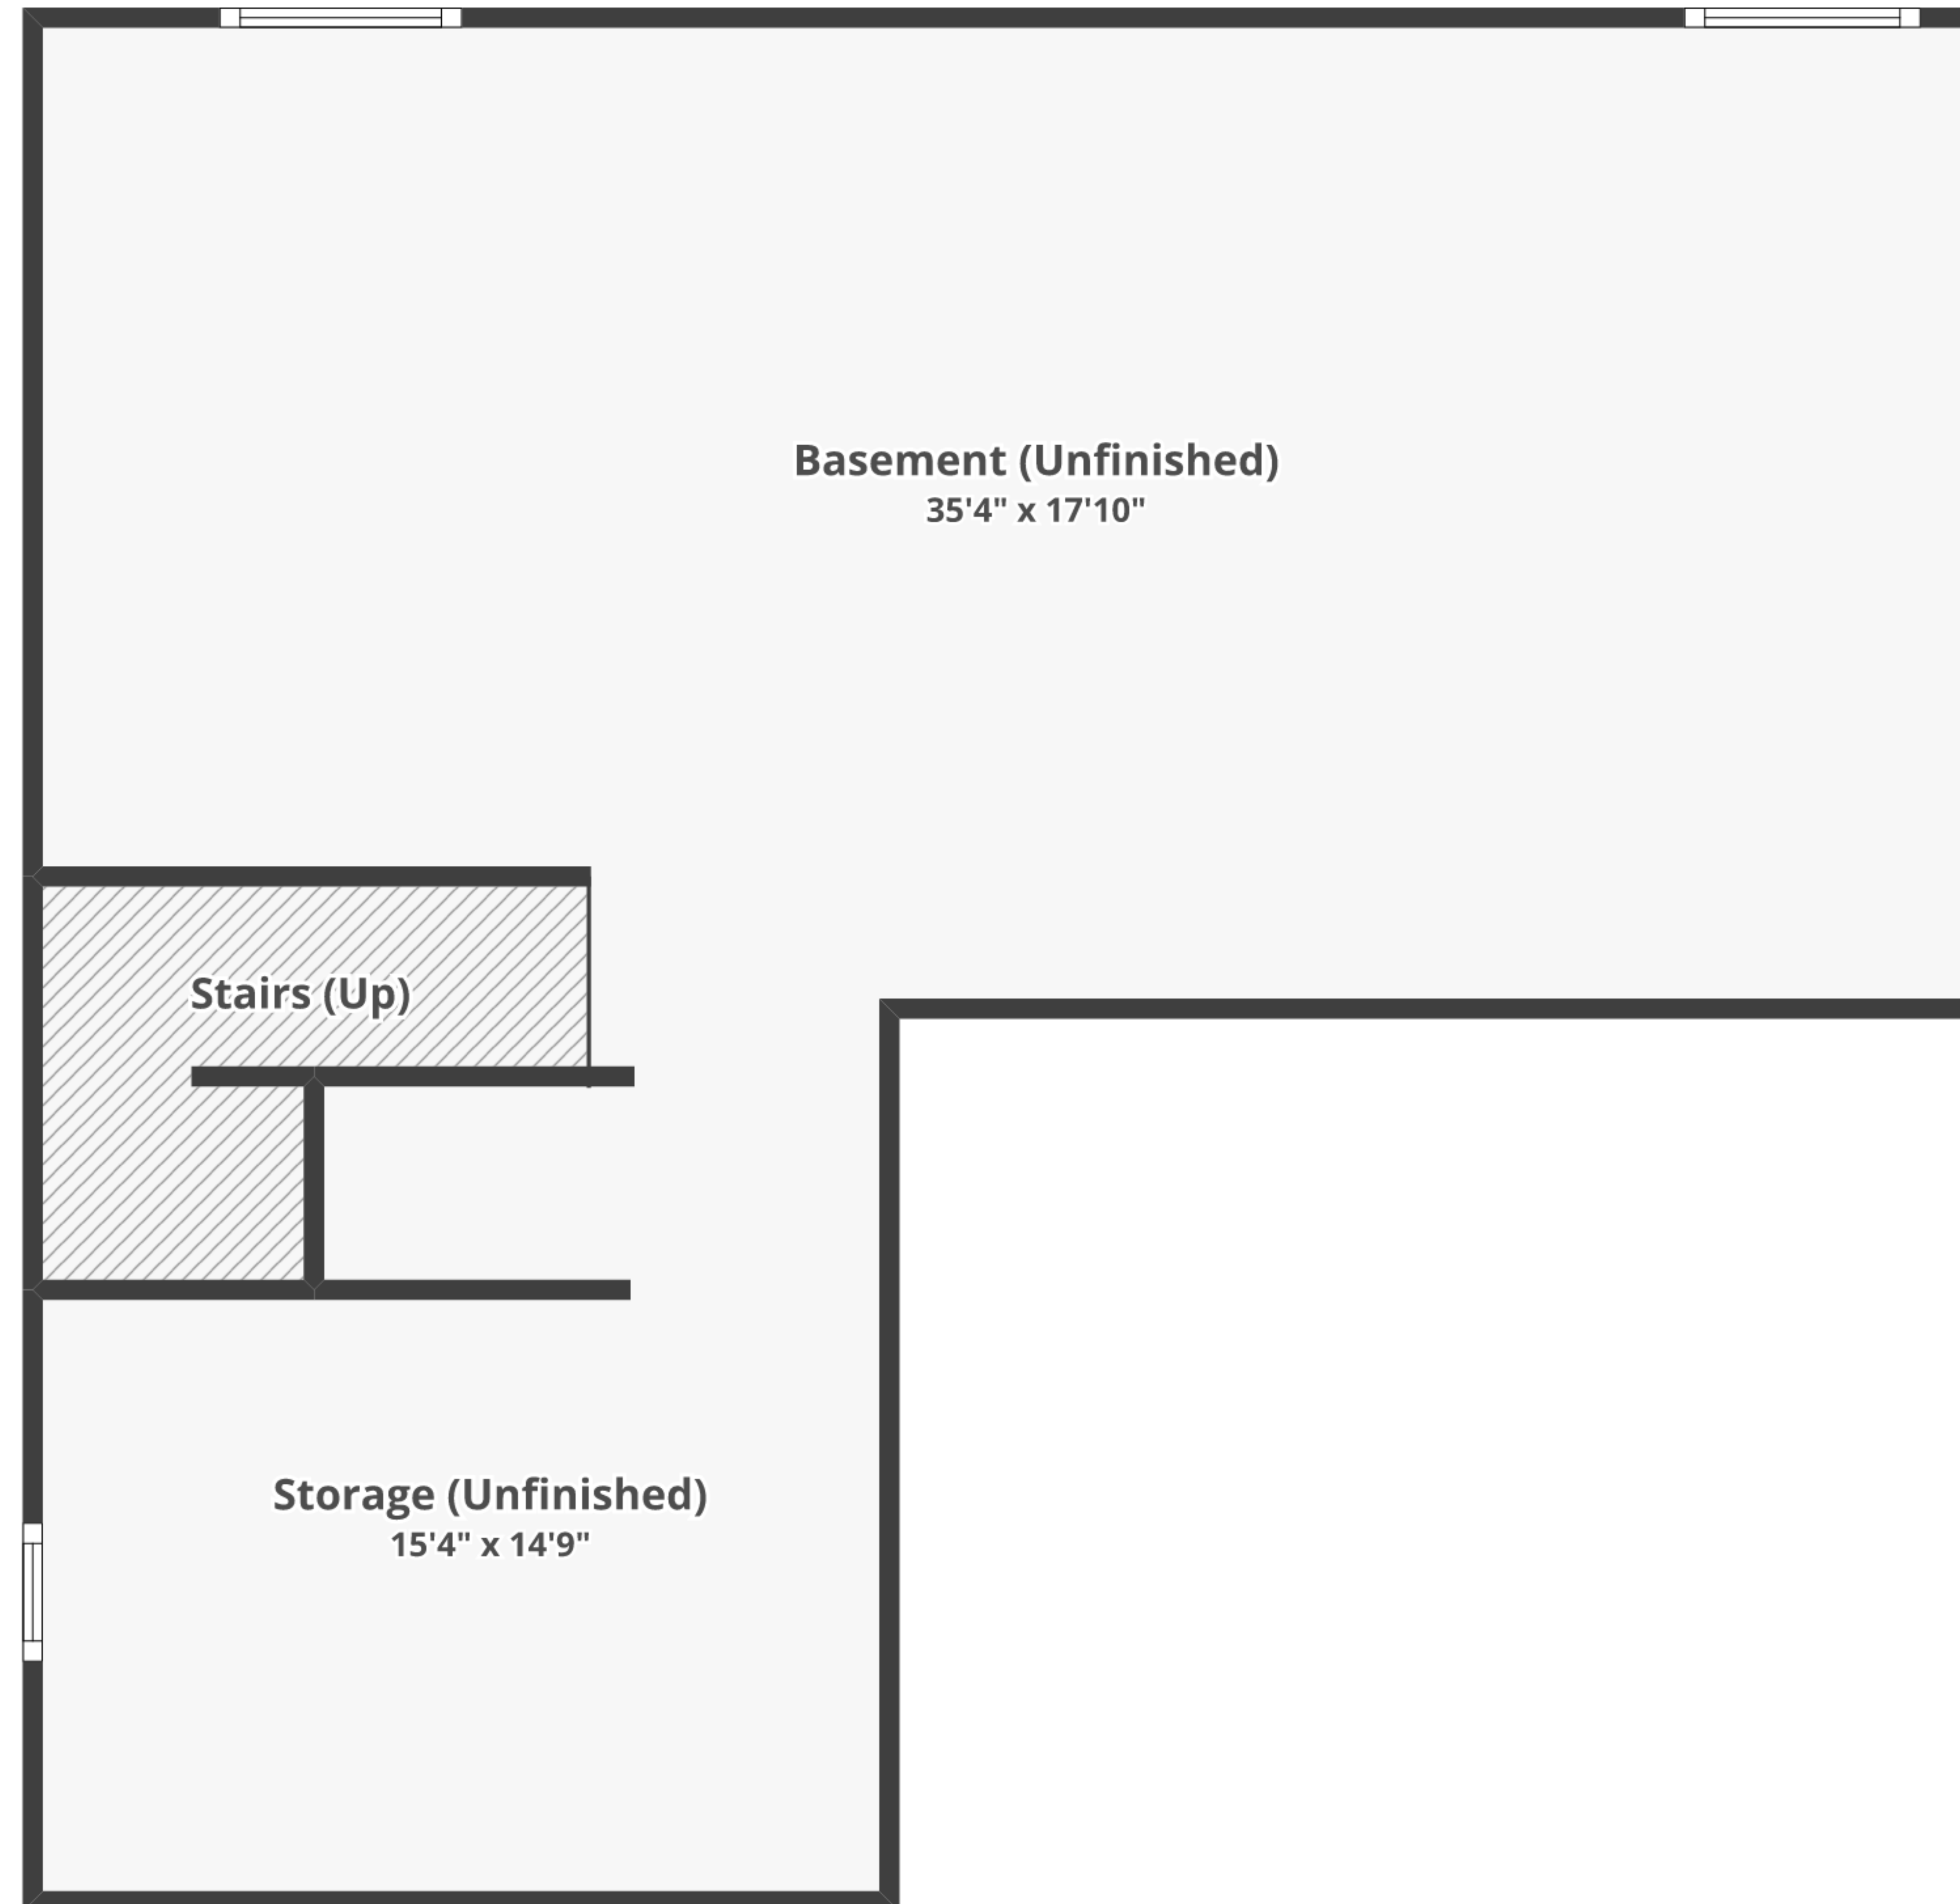 Basement (Unfinished)
35'4" x 17'10"
Stairs (Up)
Storage (Unfinished)
15'4" x 14'9"